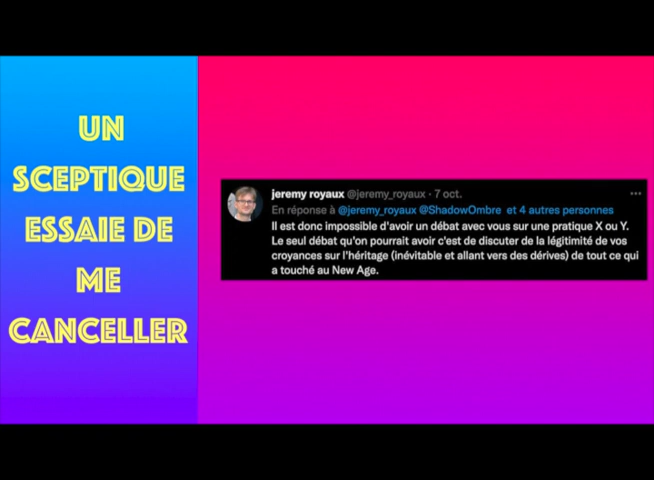 UN
SCEPTIQUE
ESSAIE DE
ME
CANCELLER
jeremy royaux @jeremy_royaux · 7 oct.
En réponse à @jeremy_royaux @ShadowOmbre et 4 autres personnes
Il est donc impossible d'avoir un débat avec vous sur une pratique X ou Y.
Le seul débat qu'on pourrait avoir c'est de discuter de la légitimité de vos
croyances sur l'héritage (inévitable et allant vers des dérives) de tout ce qui
a touché au New Age.